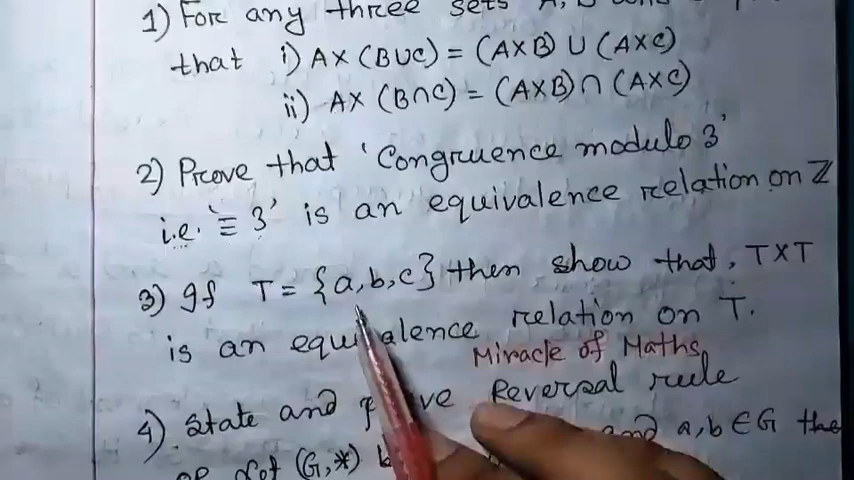 1) For any three sets A, B
that i) A×(B∪C) = (A×B) ∪ (A×C)
ii) A×(B∩C) = (A×B)∩(A×C)
2) Prove that 'Congruence modulo 3'
i.e. '≡ 3' is an equivalence relation on Z
3) If T = {a,b,c} then show that, T×T
is an equivalence relation on T.
Miracle of Maths
4) State and Reversal rule
(G,*) and a,b∈G the